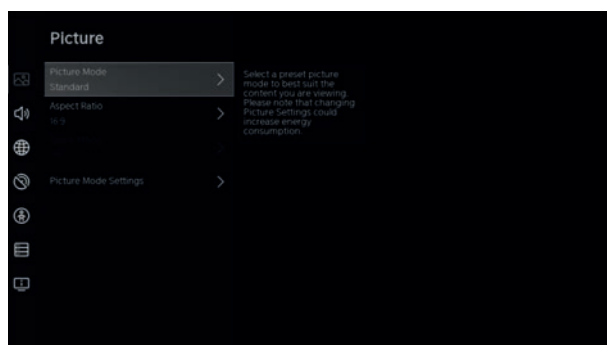 Picture
Picture Mode
Standard
Select a preset picture
mode to best suit the
content you are viewing.
Please note that changing
Picture Settings could
increase energy
consumption.
Aspect Ratio
16:9
Picture Mode Settings